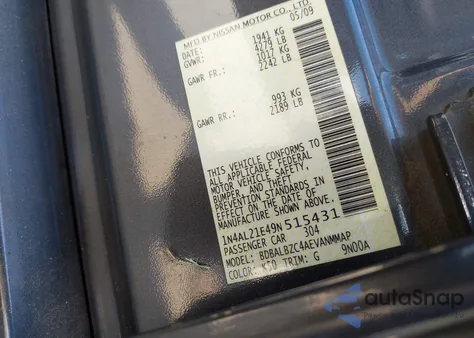 MFD BY NISSAN MOTOR CO., LTD.
DATE: 05/09
GVWR: 1941 KG
4279 LB
GAWR FR.: 1017 KG
2242 LB
GAWR RR.: 993 KG
2189 LB
THIS VEHICLE CONFORMS TO
ALL APPLICABLE FEDERAL
MOTOR VEHICLE SAFETY,
BUMPER, AND THEFT
PREVENTION STANDARDS IN
EFFECT ON THE DATE OF
MANUFACTURE SHOWN ABOVE.
1N4AL21E49N515431
PASSENGER CAR 304
MODEL: BDBALBZC4AEVANMMAP
COLOR: K50 TRIM: G 9N00A
autaSnap